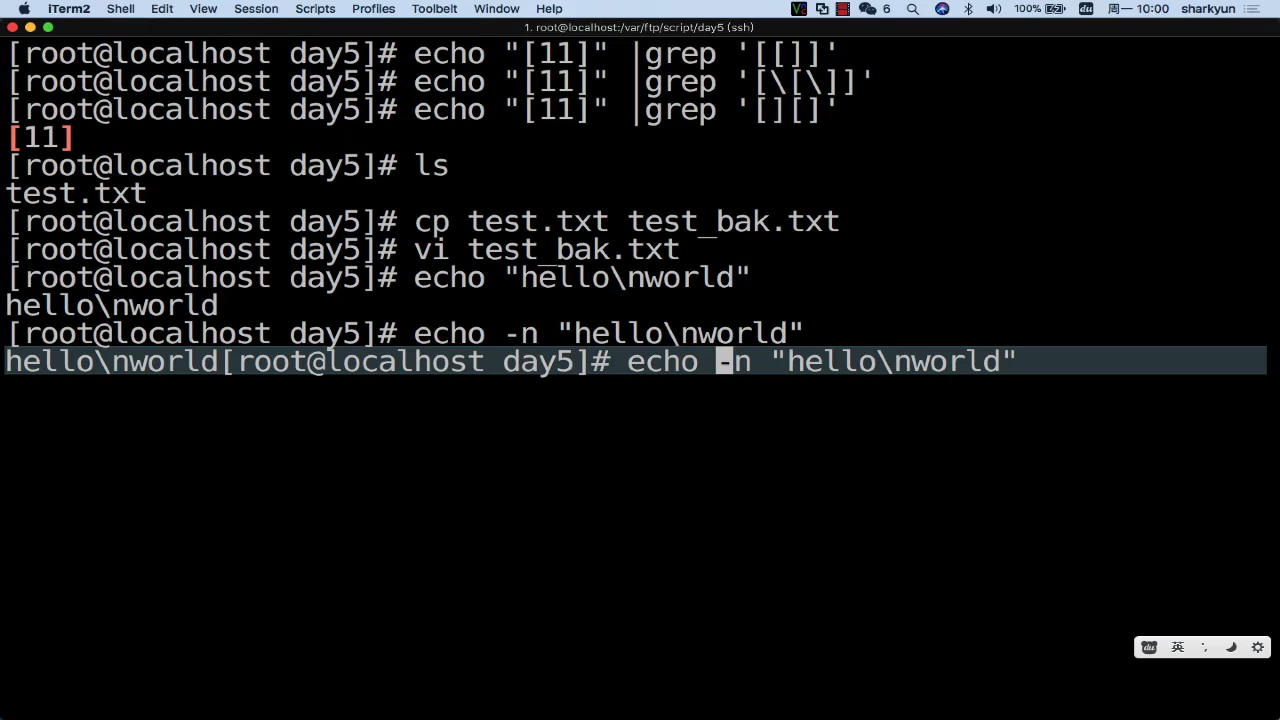 iTerm2 Shell Edit View Session Scripts Profiles Toolbelt Window Help 6 100% du 周一 10:00 sharkyun
1. root@localhost:/var/ftp/script/day5 (ssh)
[root@localhost day5]# echo "[11]" |grep '[[]]'
[root@localhost day5]# echo "[11]" |grep '[\[\]]'
[root@localhost day5]# echo "[11]" |grep '[][]'
[11]
[root@localhost day5]# ls
test.txt
[root@localhost day5]# cp test.txt test_bak.txt
[root@localhost day5]# vi test_bak.txt
[root@localhost day5]# echo "hello\nworld"
hello\nworld
[root@localhost day5]# echo -n "hello\nworld"
hello\nworld[root@localhost day5]# echo -n "hello\nworld"
du 英